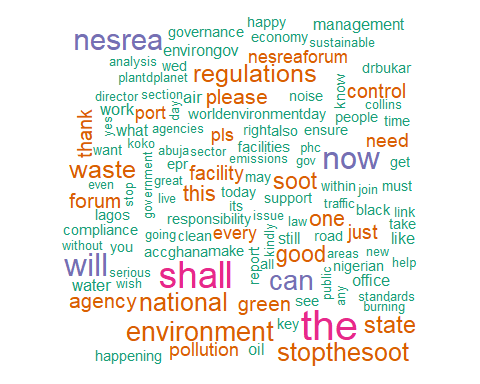 happy
governance
management
nesrea
economy
environgov
sustainable
analysis
wed
nesreaforum
plantdplanet
regulations
drbukar
know
director
section
air
please
noise
control
collins
work
yes
port
day
worldenvironmentday
people
time
thank
what
agencies
pls
rightalso
ensure
need
want
koko
abuja
sector
facilities
phc
now
get
waste
epr
emissions
gov
even
stop
government
great
facility
may
soot
within
join
must
forum
live
this
today
support
traffic
black
link
lagos
its
responsibility
issue
law
one
take
compliance
going
clean
every
kindly
still
road
just
like
without
you
accghana
make
report
all
good
areas
new
will
serious
shall
can
public
nigerian
help
water
wish
any
office
agency
national
green
see
standards
burning
environment
key
the
state
happening
pollution
oil
stopthesoot